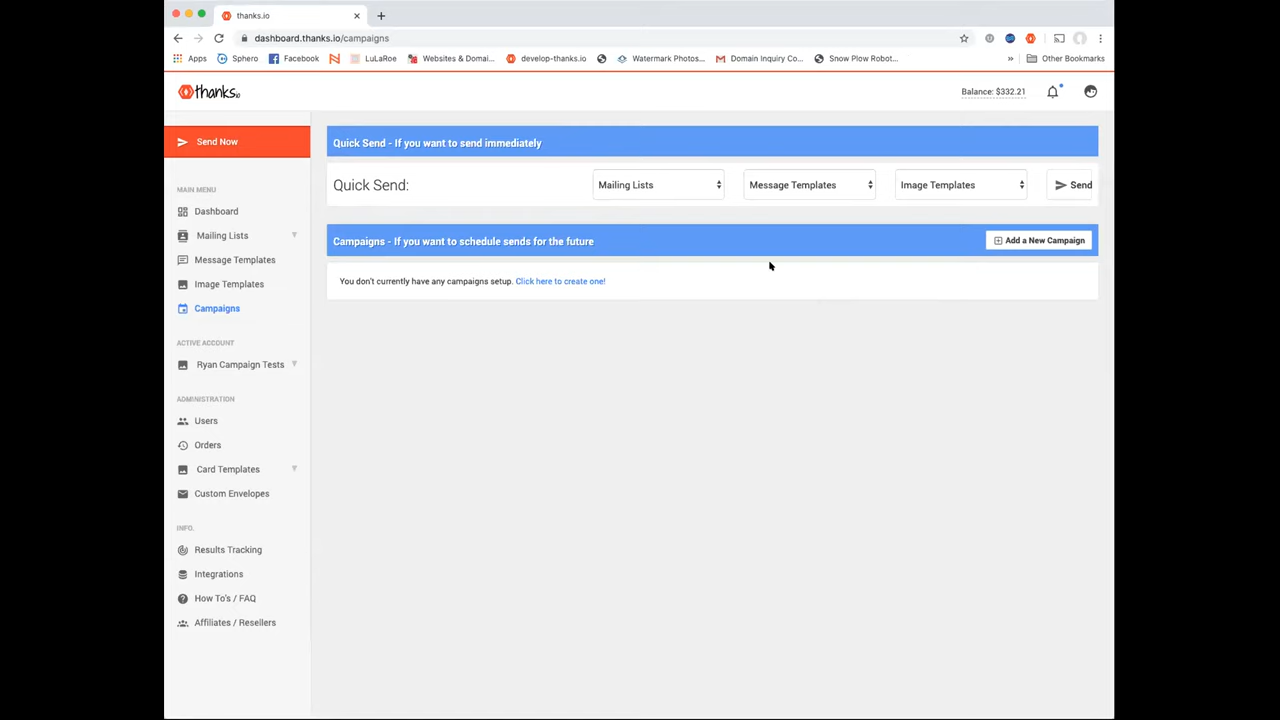 thanks.io
dashboard.thanks.io/campaigns
Apps Sphero Facebook LuLaRoe Websites & Domai... develop-thanks.io Watermark Photos... Domain Inquiry Co... Snow Plow Robot... » Other Bookmarks
thanks.io Balance: $332.21
Send Now
MAIN MENU
Dashboard
Mailing Lists
Message Templates
Image Templates
Campaigns
ACTIVE ACCOUNT
Ryan Campaign Tests
ADMINISTRATION
Users
Orders
Card Templates
Custom Envelopes
INFO.
Results Tracking
Integrations
How To's / FAQ
Affiliates / Resellers
Quick Send - If you want to send immediately
Quick Send: Mailing Lists Message Templates Image Templates Send
Campaigns - If you want to schedule sends for the future Add a New Campaign
You don't currently have any campaigns setup. Click here to create one!